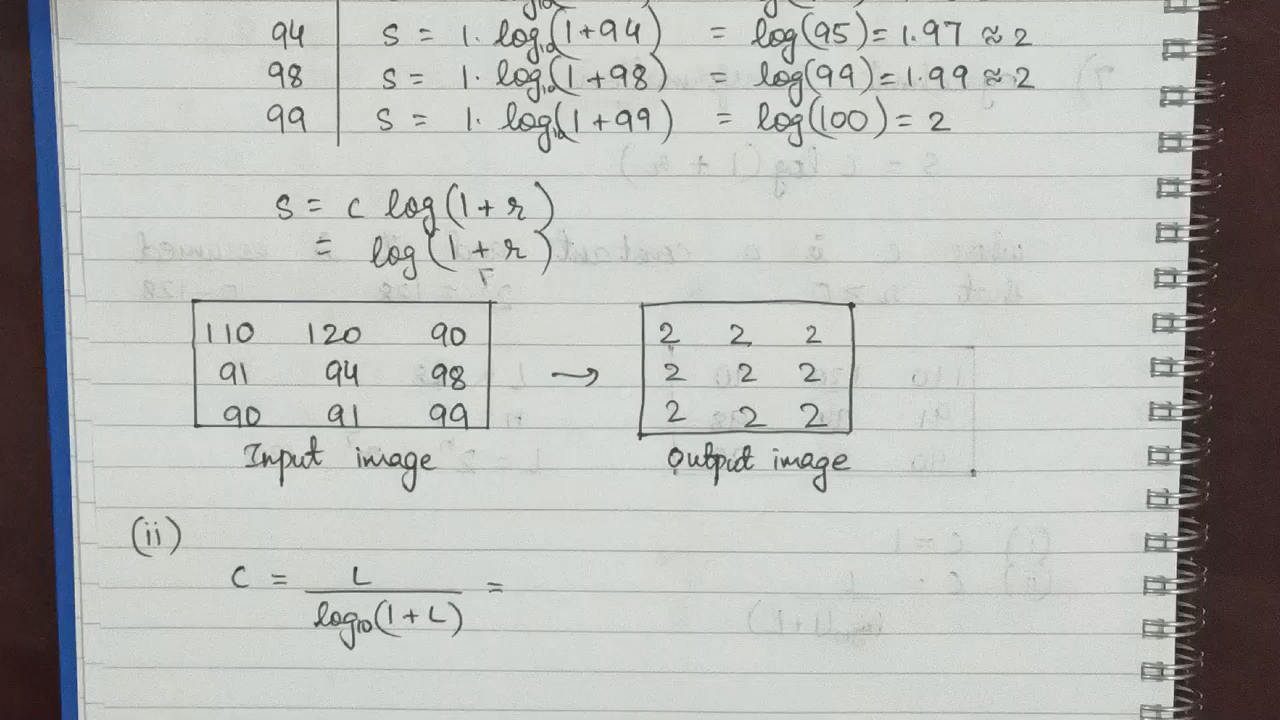 94 S = 1. log₁₀(1+94) = log(95) = 1.97 ≈ 2
98 S = 1. log₁₀(1+98) = log(99) = 1.99 ≈ 2
99 S = 1. log₁₀(1+99) = log(100) = 2
S = c log(1+r)
= log(1+r)
110 120 90
91 94 98
90 91 99
→
2 2 2
2 2 2
2 2 2
Input image
Output image
(ii)
C = L / log₁₀(1+L) =